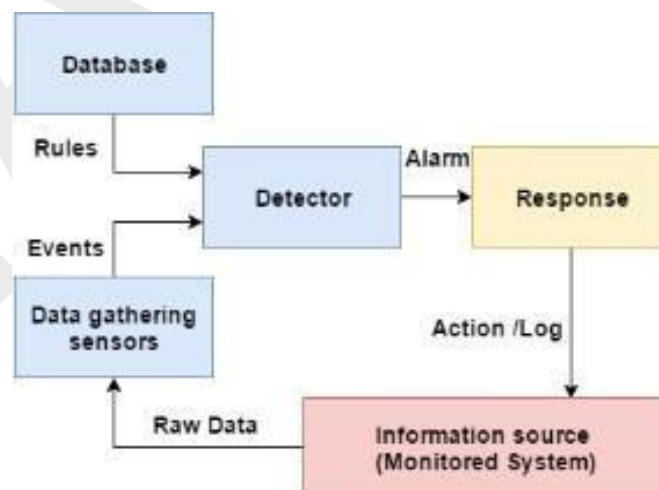 Database
Rules
Alarm
Detector
Response
Events
Data gathering
sensors
Action /Log
Raw Data
Information source
(Monitored System)